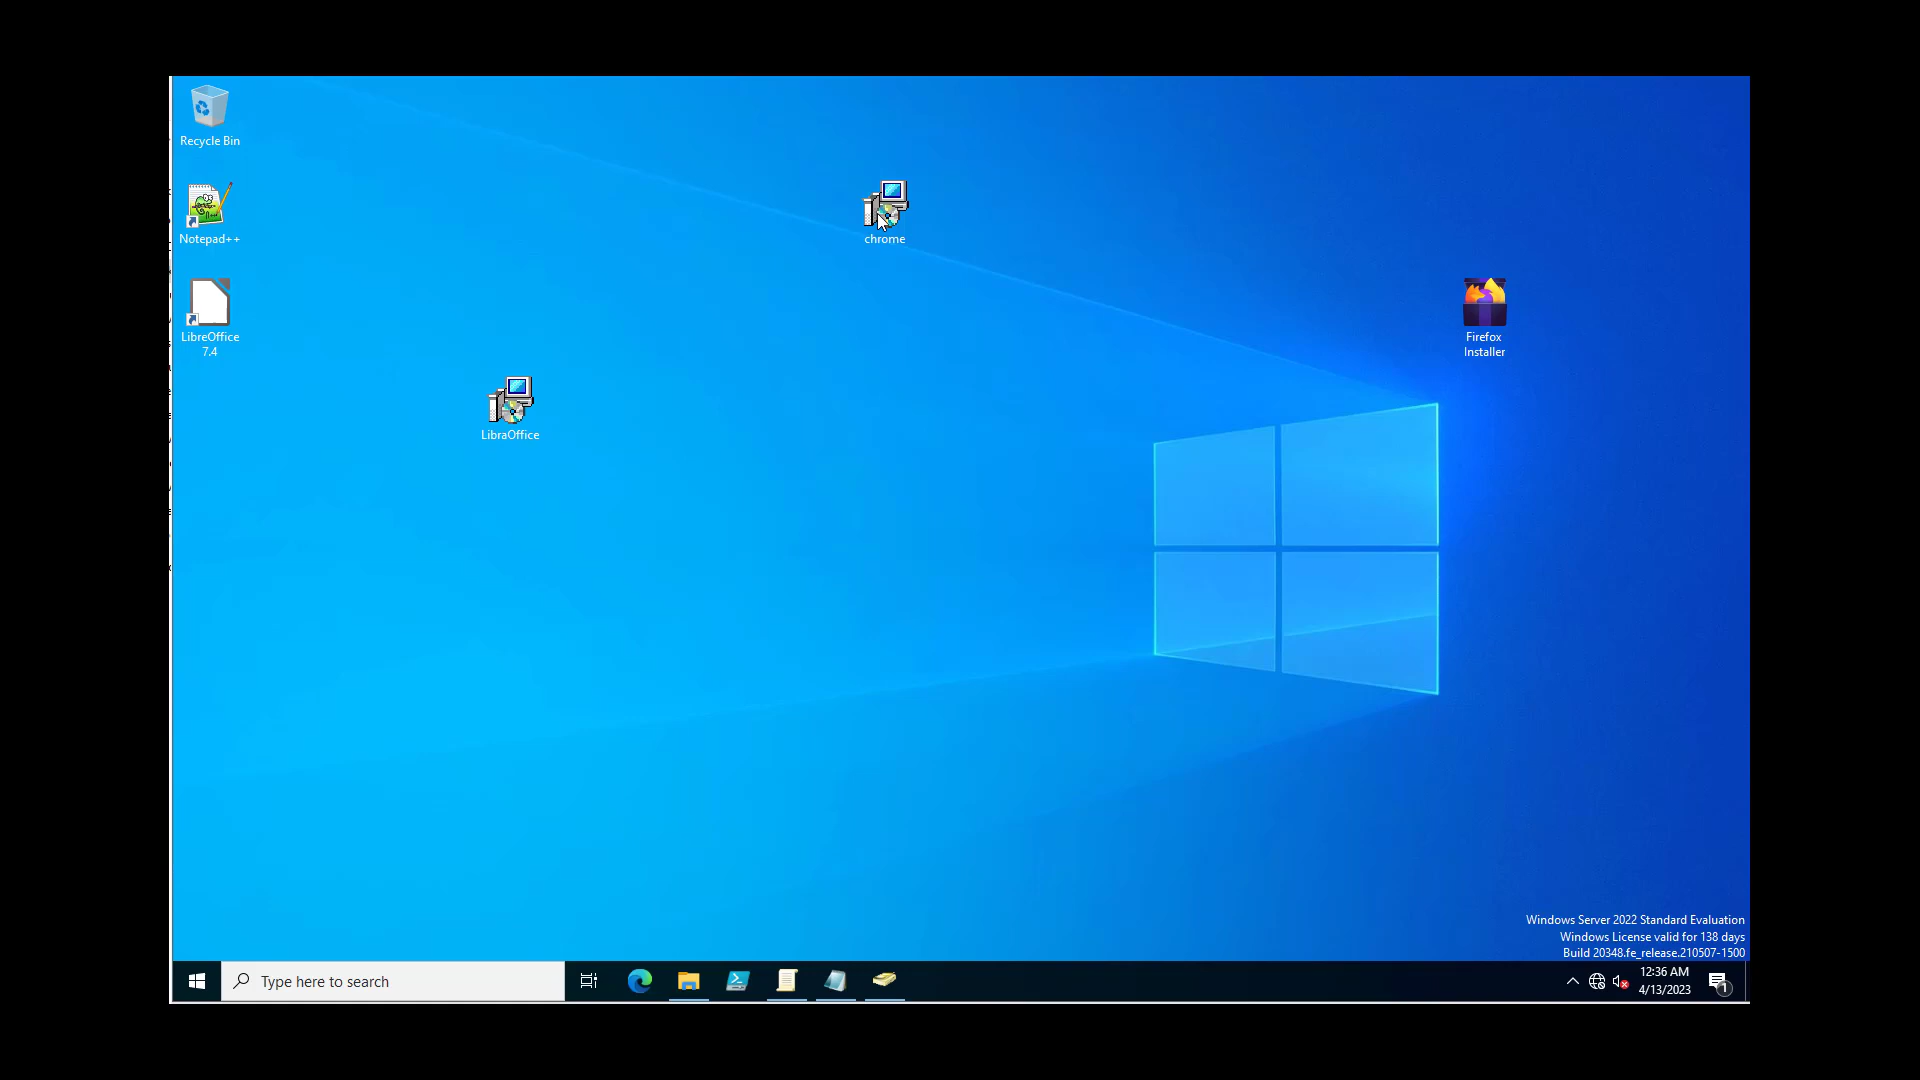 Recycle Bin
Notepad++
LibreOffice
7.4
chrome
Firefox
Installer
LibraOffice
Windows Server 2022 Standard Evaluation
Windows License valid for 138 days
Build 20348.fe_release.210507-1500
Type here to search
12:36 AM
4/13/2023
1